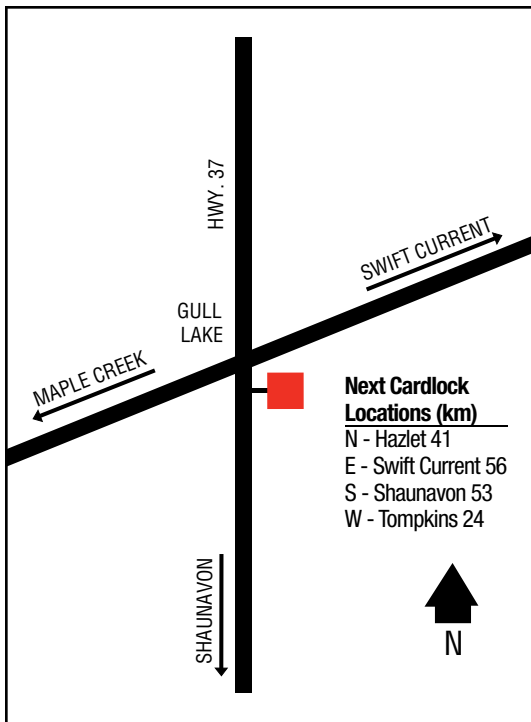 HWY. 37
SWIFT CURRENT
GULL
LAKE
MAPLE CREEK
Next Cardlock
Locations (km)
N - Hazlet 41
E - Swift Current 56
S - Shaunavon 53
W - Tompkins 24
SHAUNAVON
N